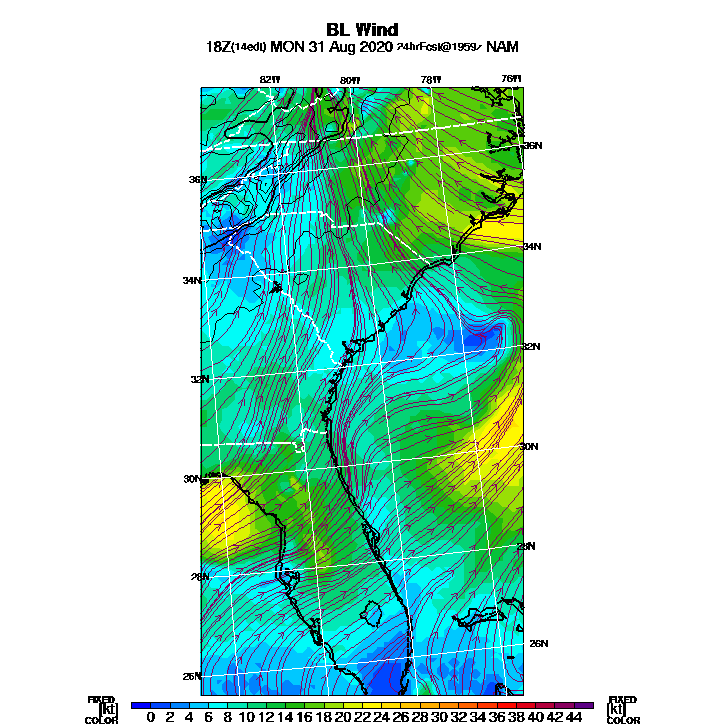 BL Wind
18Z(14edt) MON 31 Aug 2020 24hrFcst@1959z NAM
82W 80W 78W 76W
36N
36N
34N
34N
32N
32N
30N
30N
28N
28N
26N
26N
FIXED FIXED
[kt] 0 2 4 6 8 10 12 14 16 18 20 22 24 26 28 30 32 34 36 38 40 42 44 [kt]
COLOR COLOR